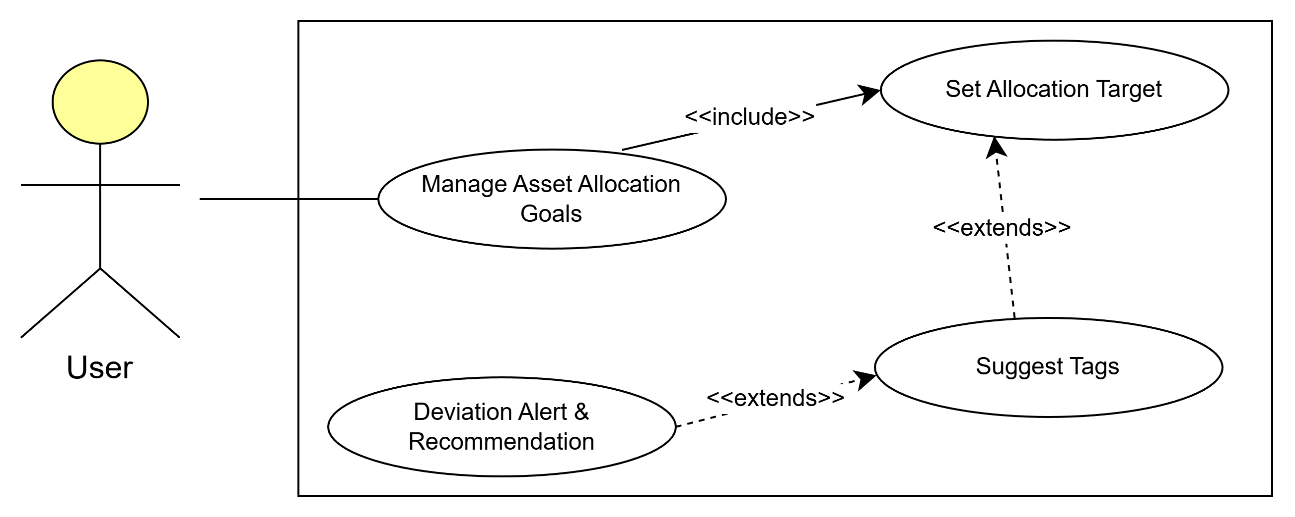 Set Allocation Target
<<include>>
Manage Asset Allocation
Goals
<<extends>>
User
Suggest Tags
<<extends>>
Deviation Alert &
Recommendation